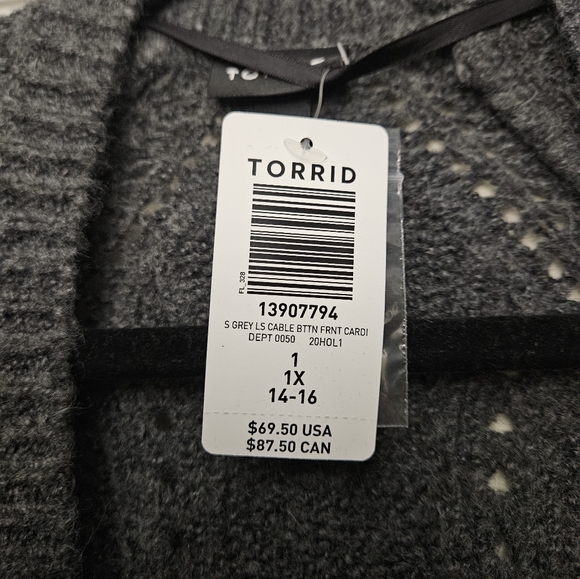 TORRID
FL_328
13907794
S GREY LS CABLE BTTN FRNT CARDI
DEPT 0050 20HOL1
1
1X
14-16
$69.50 USA
$87.50 CAN